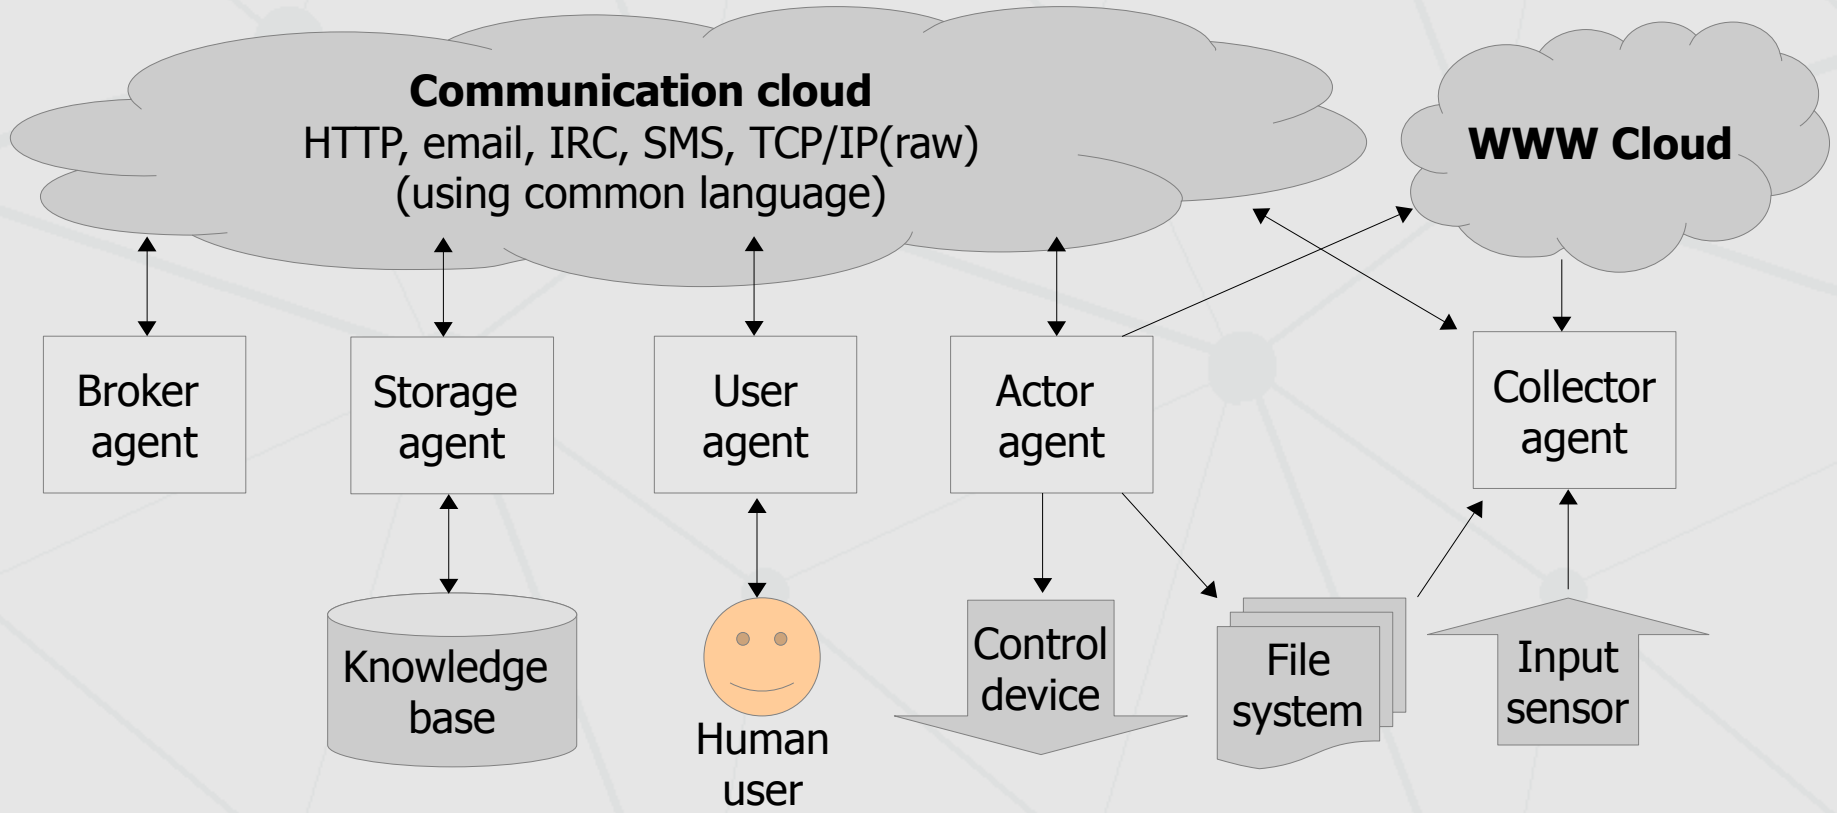 Communication cloud
HTTP, email, IRC, SMS, TCP/IP(raw)
(using common language)
WWW Cloud
Broker
agent
Storage
agent
User
agent
Actor
agent
Collector
agent
Knowledge
base
Human
user
Control
device
File
system
Input
sensor